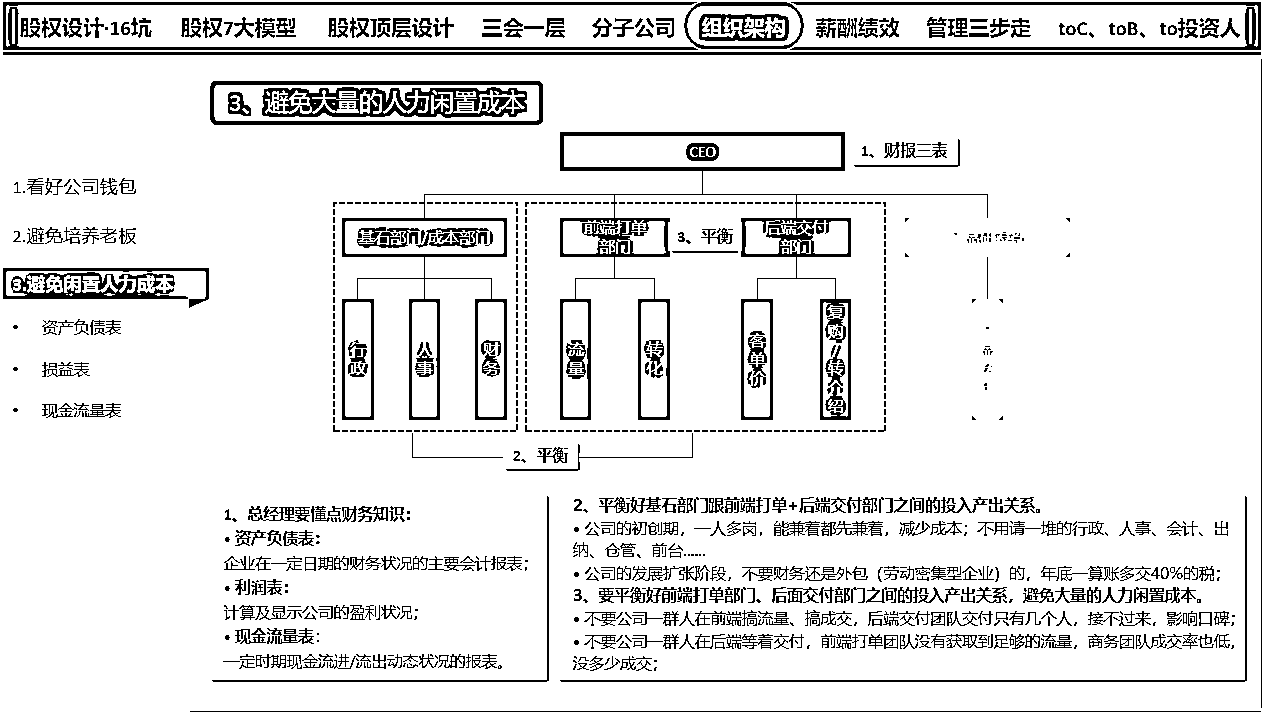 股权设计·16坑 股权7大模型 股权顶层设计 三会一层 分子公司 组织架构 薪酬绩效 管理三步走 toC、toB、to投资人
3、避免大量的人力闲置成本
CEO
1、财报三表
1.看好公司钱包
2.避免培养老板
3.避免闲置人力成本
• 资产负债表
• 损益表
• 现金流量表
基石部门/成本部门
前端打单
部门
3、平衡
后端交付
部门
行政
人事
财务
流量
转化
客单价
复购//转介绍
2、平衡
1、总经理要懂点财务知识：
• 资产负债表：
企业在一定日期的财务状况的主要会计报表；
• 利润表：
计算及显示公司的盈利状况；
• 现金流量表：
一定时期现金流进/流出动态状况的报表。
2、平衡好基石部门跟前端打单+后端交付部门之间的投入产出关系。
• 公司的初创期，一人多岗，能兼着都先兼着，减少成本；不用请一堆的行政、人事、会计、出
纳、仓管、前台......
• 公司的发展扩张阶段，不要财务还是外包（劳动密集型企业）的，年底一算账多交40%的税；
3、要平衡好前端打单部门、后面交付部门之间的投入产出关系，避免大量的人力闲置成本。
• 不要公司一群人在前端搞流量、搞成交，后端交付团队交付只有几个人，接不过来，影响口碑；
• 不要公司一群人在后端等着交付，前端打单团队没有获取到足够的流量，商务团队成交率也低，
没多少成交；